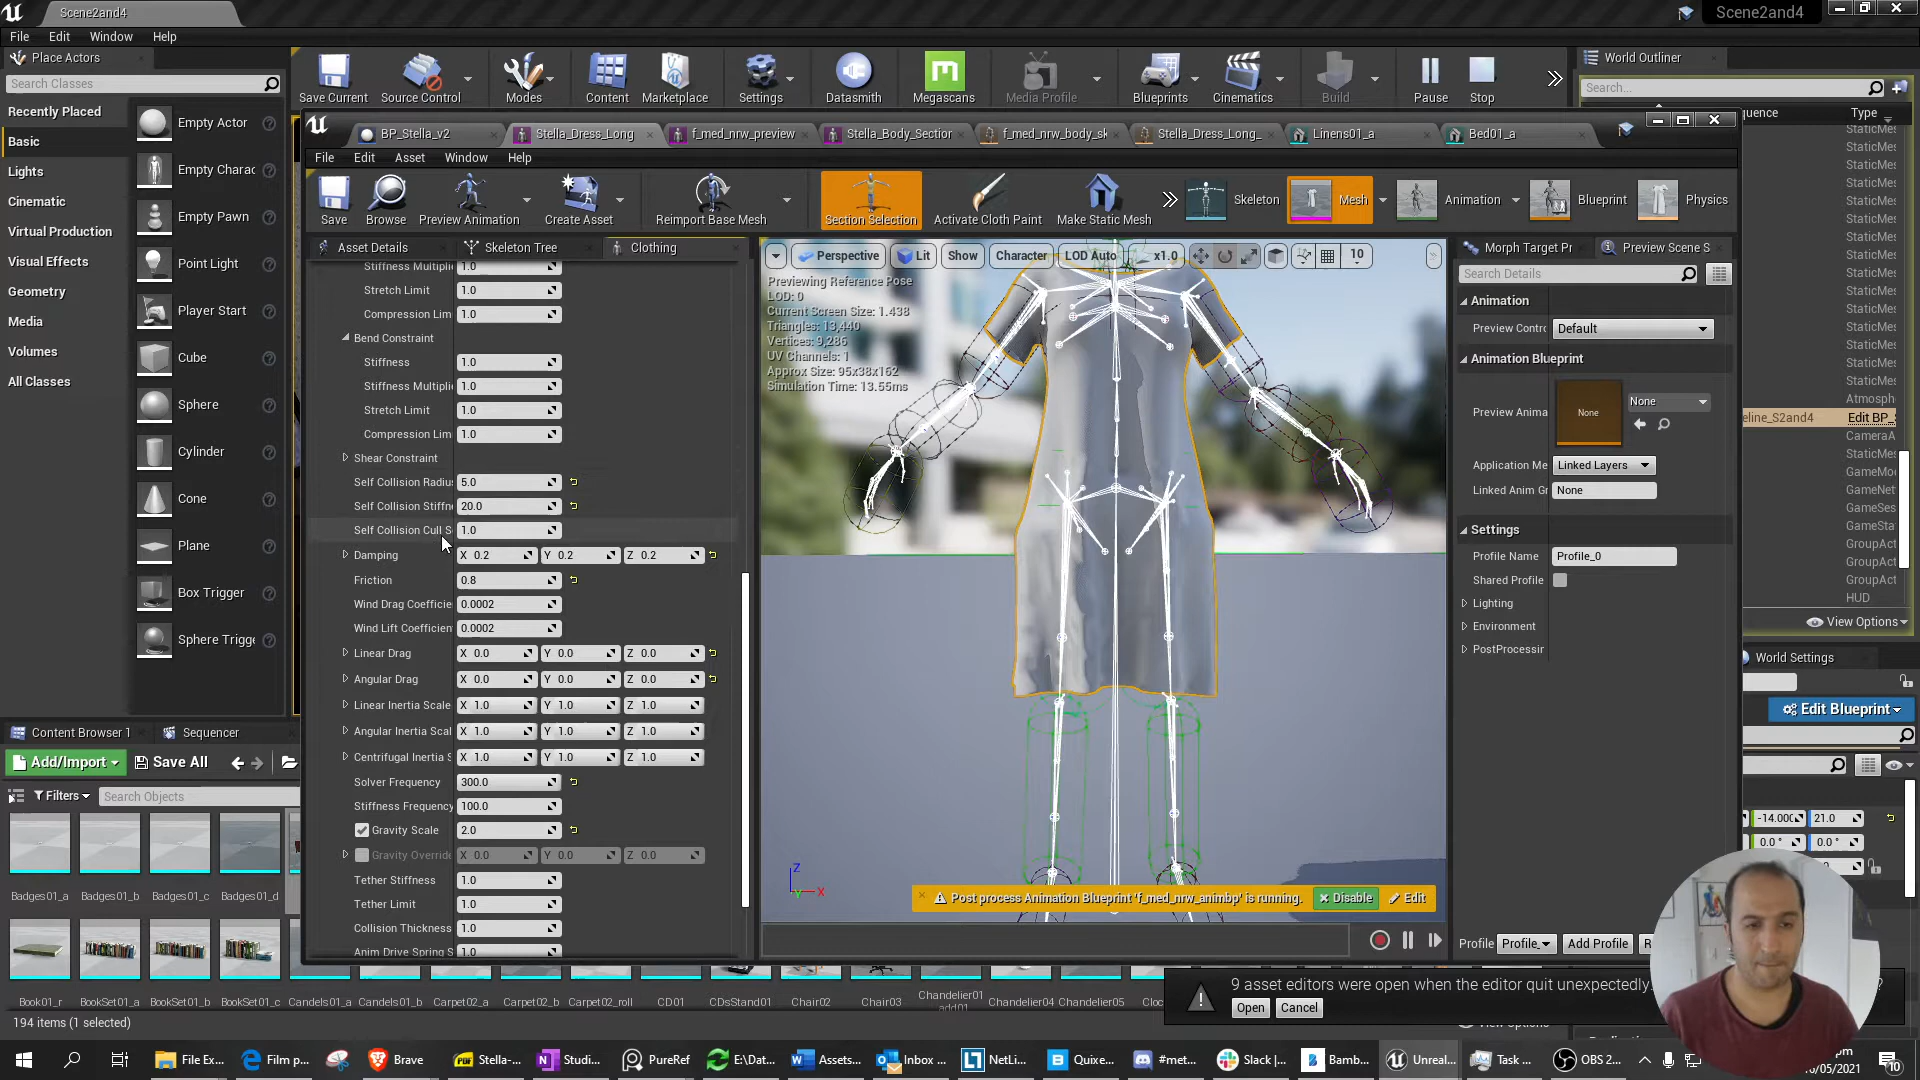 Scene2and4
Scene2and4
File Edit Window Help
Place Actors
Search Classes
Recently Placed
Basic
Lights
Cinematic
Virtual Production
Visual Effects
Geometry
Media
Volumes
All Classes
Empty Actor
Empty Charac
Empty Pawn
Point Light
Player Start
Cube
Sphere
Cylinder
Cone
Plane
Box Trigger
Sphere Trigge
Save Current Source Control Modes Content Marketplace Settings Datasmith Megascans Media Profile Blueprints Cinematics Build Pause Stop
World Outliner
Search...
quence Type
BP_Stella_v2 Stella_Dress_Long f_med_nrw_preview Stella_Body_Section f_med_nrw_body_sk Stella_Dress_Long_ Linens01_a Bed01_a
File Edit Asset Window Help
Save Browse Preview Animation Create Asset Reimport Base Mesh Section Selection Activate Cloth Paint Make Static Mesh Skeleton Mesh Animation Blueprint Physics
Asset Details Skeleton Tree Clothing
Stiffness Multipli 1.0
Stretch Limit 1.0
Compression Lim 1.0
Bend Constraint
Stiffness 1.0
Stiffness Multipli 1.0
Stretch Limit 1.0
Compression Lim 1.0
Shear Constraint
Self Collision Radiu 5.0
Self Collision Stiffn 20.0
Self Collision Cull S 1.0
Damping X 0.2 Y 0.2 Z 0.2
Friction 0.8
Wind Drag Coefficie 0.0002
Wind Lift Coefficien 0.0002
Linear Drag X 0.0 Y 0.0 Z 0.0
Angular Drag X 0.0 Y 0.0 Z 0.0
Linear Inertia Scale X 1.0 Y 1.0 Z 1.0
Angular Inertia Scal X 1.0 Y 1.0 Z 1.0
Centrifugal Inertia S X 1.0 Y 1.0 Z 1.0
Solver Frequency 300.0
Stiffness Frequency 100.0
Gravity Scale 2.0
Gravity Override X 0.0 Y 0.0 Z 0.0
Tether Stiffness 1.0
Tether Limit 1.0
Collision Thickness 1.0
Anim Drive Spring S 1.0
Perspective Lit Show Character LOD Auto x1.0 10
Previewing Reference Pose
LOD: 0
Current Screen Size: 1.438
Triangles: 13,440
Vertices: 9,286
UV Channels: 1
Approx Size: 95x38x162
Simulation Time: 13.55ms
Z
X
Post process Animation Blueprint 'f_med_nrw_animbp' is running. Disable Edit
Morph Target Pr Preview Scene S
Search Details
Animation
Preview Contro Default
Animation Blueprint
Preview Anima None None
Application Me Linked Layers
Linked Anim Gr None
Settings
Profile Name Profile_0
Shared Profile
Lighting
Environment
PostProcessin
Profile Profile_ Add Profile R
StaticMes
StaticMes
StaticMes
StaticMes
StaticMes
StaticMes
StaticMes
StaticMes
StaticMes
StaticMes
StaticMes
StaticMes
StaticMes
Atmosph
eline_S2and4 Edit BP_
CameraA
GameMod
GameNet
GameSes
GameSta
GroupAct
GroupAct
GroupAct
HUD
View Options
World Settings
Edit Blueprint
-14.000 21.0
0.0 ° 0.0 °
Content Browser 1 Sequencer
Add/Import Save All
Filters Search Objects
Badges01_a Badges01_b Badges01_c Badges01_d
Book01_r BookSet01_a BookSet01_b BookSet01_c Candels01_a Candels01_b Carpet02_a Carpet02_b Carpet02_roll CD01 CDsStand01 Chair02 Chair03 Chandelier01 Chandelier04 Chandelier05
add01
194 items (1 selected)
9 asset editors were open when the editor quit unexpectedly.
Open Cancel
File Ex... Film p... Brave Stella-... Studi... PureRef E:\Dat... Assets... Inbox ... NetLi... Quixe... #met... Slack |... Bamb... Unreal... Task ... OBS 2...
pm
/05/2021
10